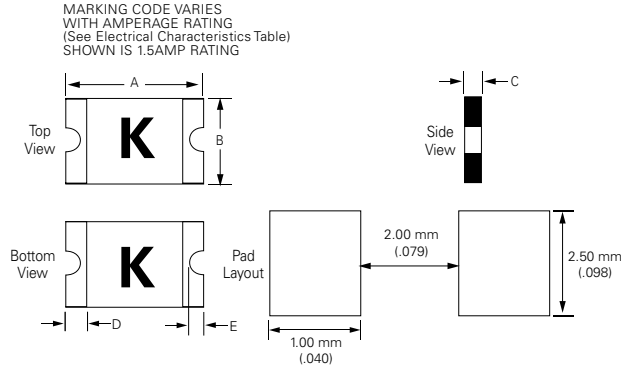 MARKING CODE VARIES
WITH AMPERAGE RATING
(See Electrical Characteristics Table)
SHOWN IS 1.5AMP RATING
A
C
Top
View
K
B
Side
View
Bottom
View
K
Pad
Layout
2.00 mm
(.079)
2.50 mm
(.098)
D
E
1.00 mm
(.040)